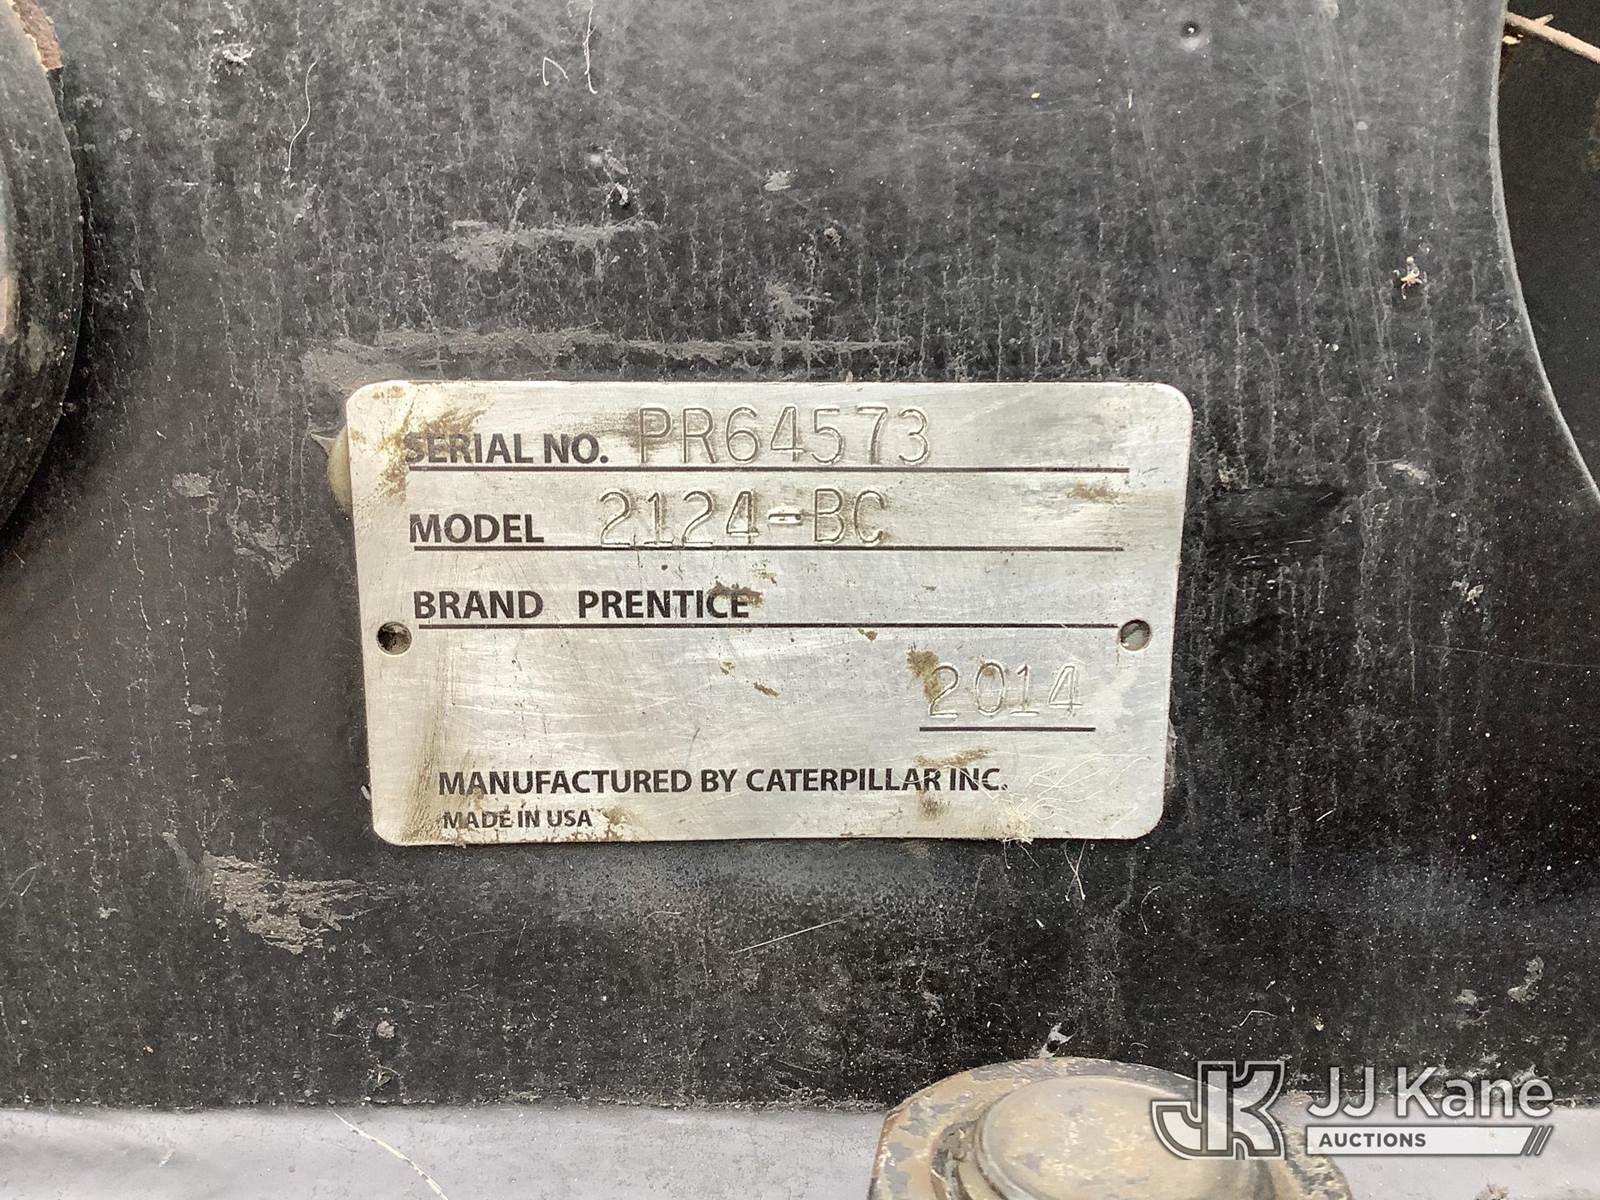 SERIAL NO. PR64573
MODEL 2124-BC
BRAND PRENTICE
2014
MANUFACTURED BY CATERPILLAR INC.
MADE IN USA
JK JJ Kane
AUCTIONS